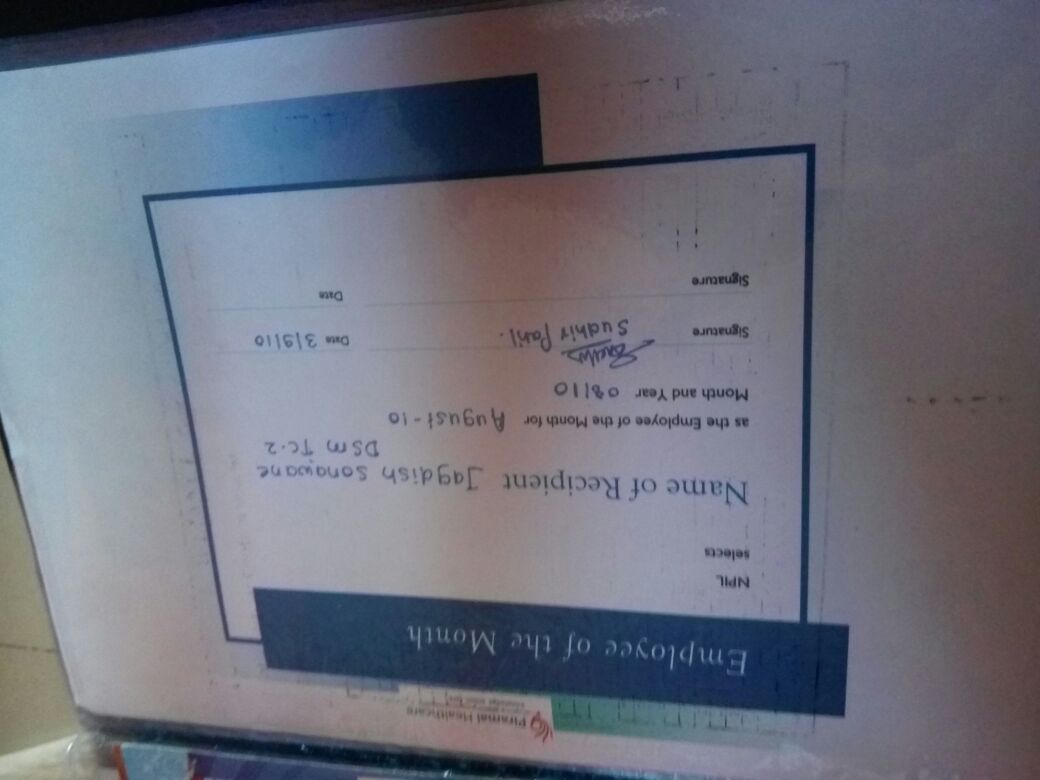 Piramal Healthcare
Employee of the Month
NPIL
selects
Name of Recipient Jagdish Sonawane
DSM TC-2
as the Employee of the Month for August-10
Month and Year 08/10
Signature Sudhir Patil. Date 3/9/10
Signature Date